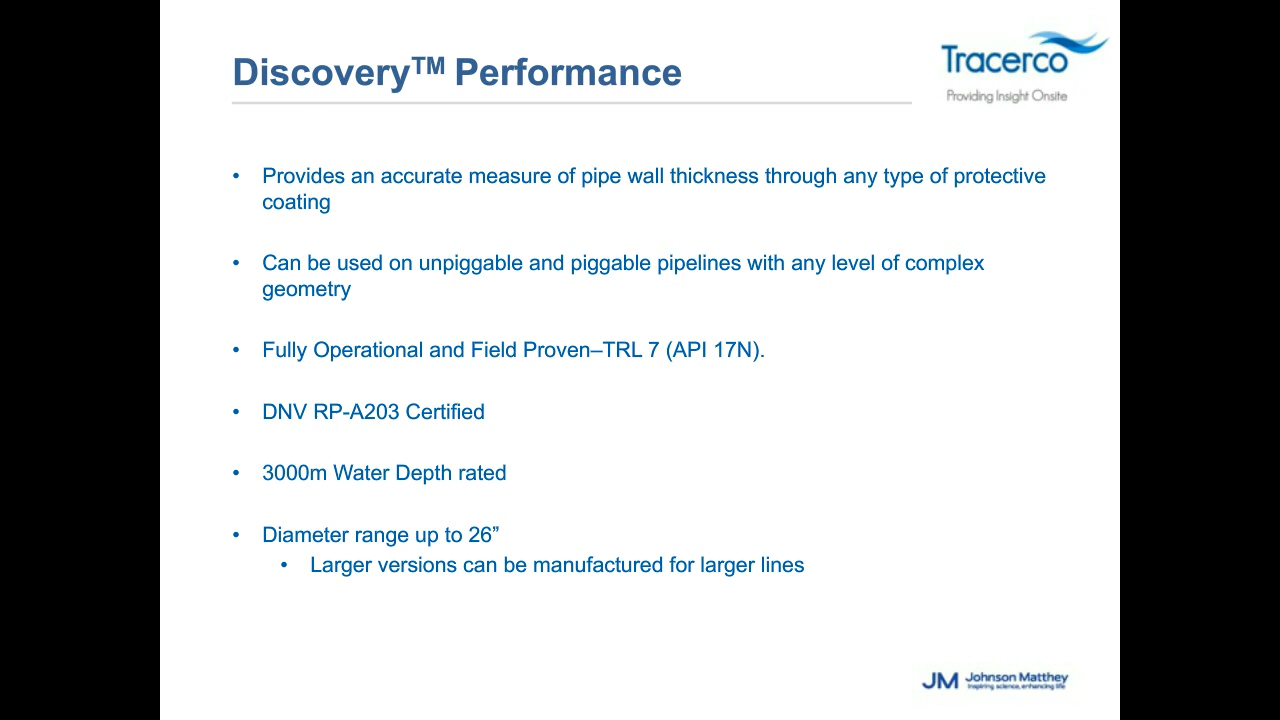 Discovery™ Performance
Tracerco
Providing Insight Onsite
• Provides an accurate measure of pipe wall thickness through any type of protective
coating
• Can be used on unpiggable and piggable pipelines with any level of complex
geometry
• Fully Operational and Field Proven–TRL 7 (API 17N).
• DNV RP-A203 Certified
• 3000m Water Depth rated
• Diameter range up to 26”
• Larger versions can be manufactured for larger lines
JM Johnson Matthey
Inspiring science, enhancing life